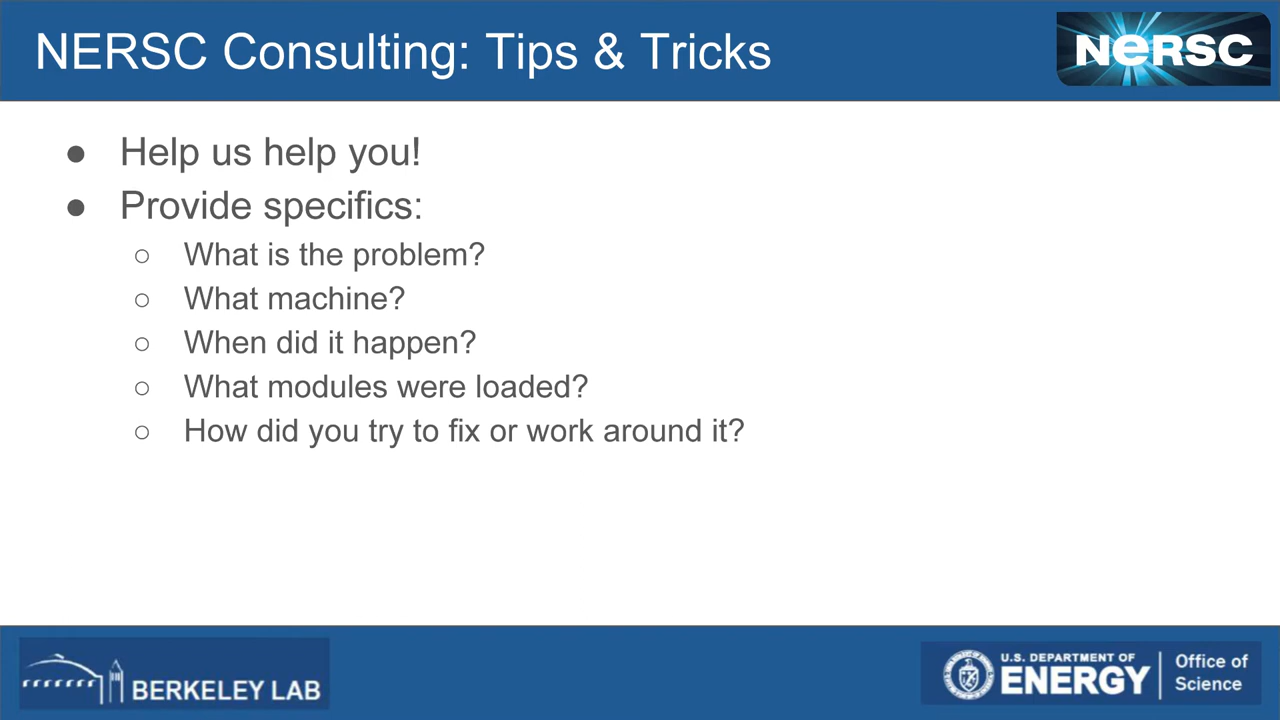 NERSC Consulting: Tips & Tricks
NERSC
● Help us help you!
● Provide specifics:
○ What is the problem?
○ What machine?
○ When did it happen?
○ What modules were loaded?
○ How did you try to fix or work around it?
BERKELEY LAB
U.S. DEPARTMENT OF
ENERGY
Office of
Science